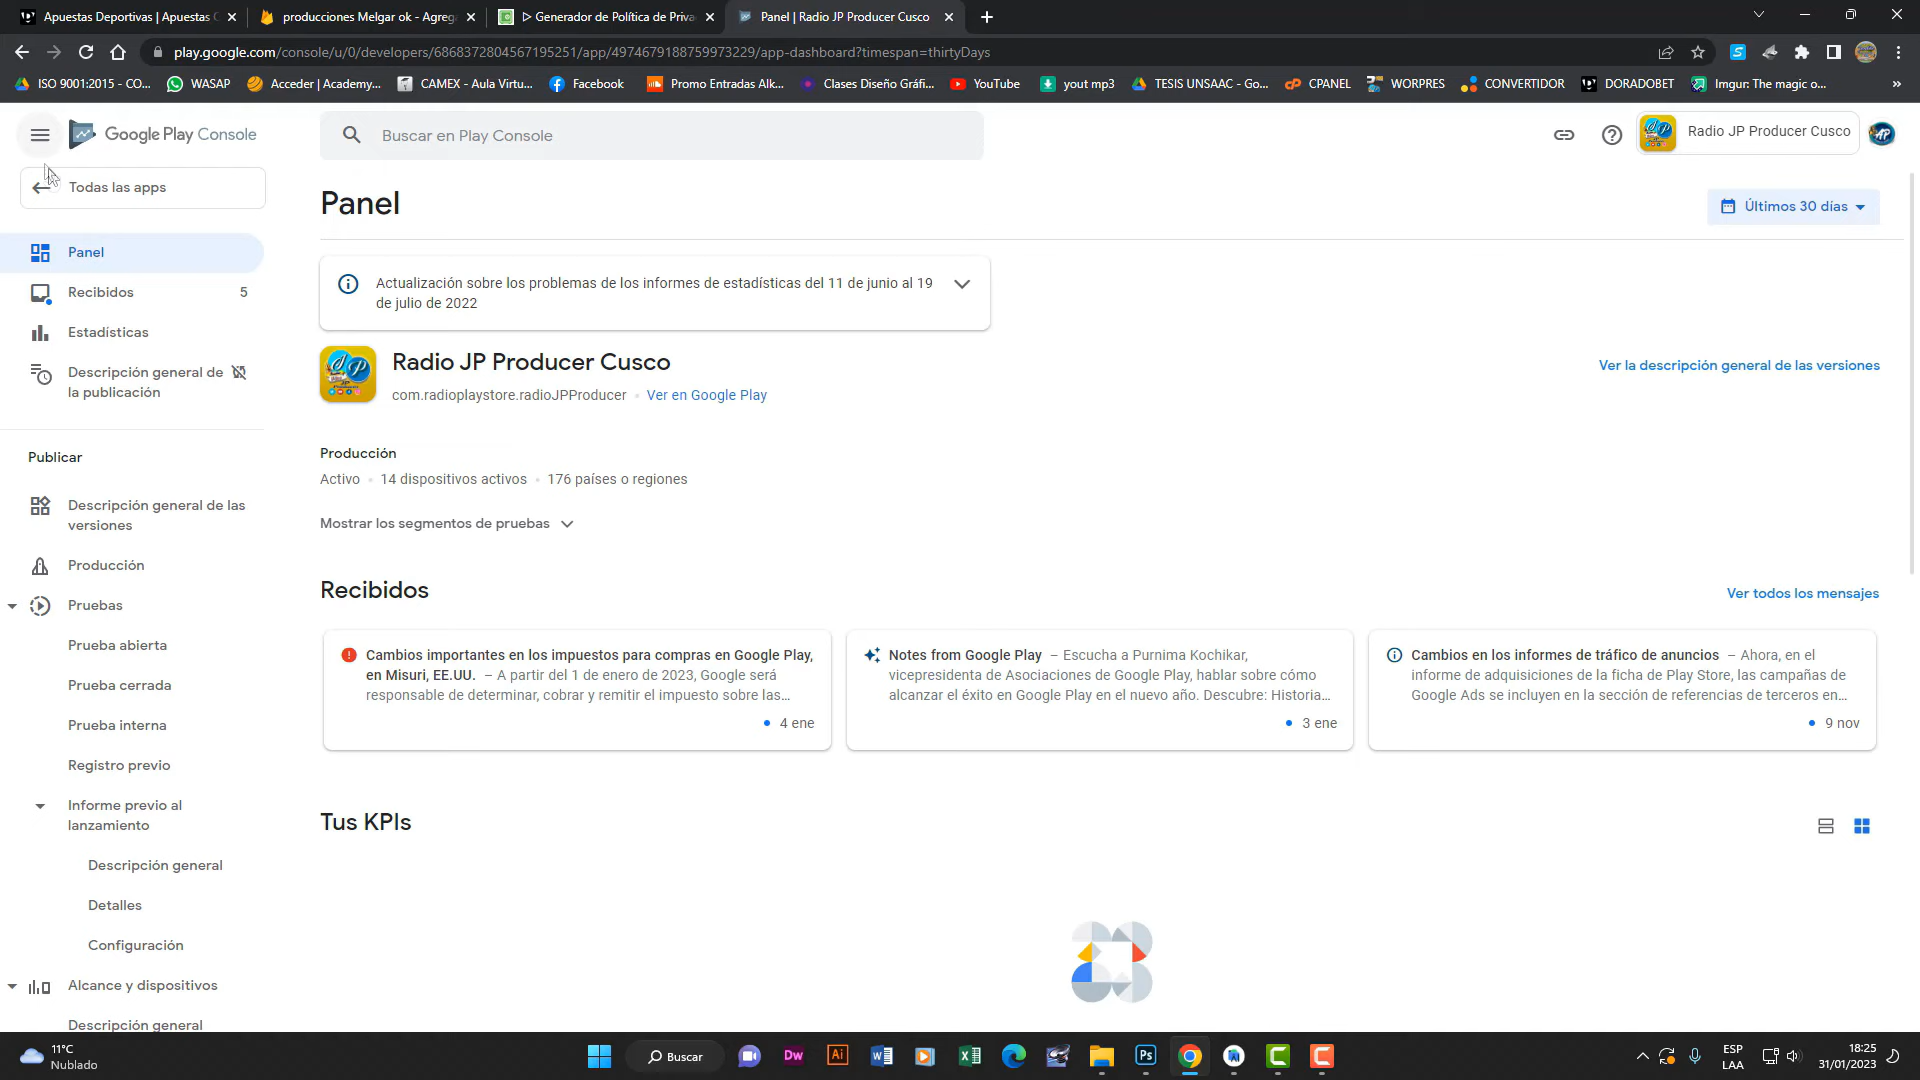 Apuestas Deportivas | Apuestas
producciones Melgar ok - Agreg
Generador de Política de Priva
Panel | Radio JP Producer Cusco
play.google.com/console/u/0/developers/6868372804567195251/app/4974679188759973229/app-dashboard?timespan=thirtyDays
ISO 9001:2015 - CO...
WASAP
Acceder | Academy...
CAMEX - Aula Virtu...
Facebook
Promo Entradas Alk...
Clases Diseño Gráfi...
YouTube
yout mp3
TESIS UNSAAC - Go...
CPANEL
WORPRES
CONVERTIDOR
DORADOBET
Imgur: The magic o...
»
Google Play Console
Buscar en Play Console
Radio JP Producer Cusco
Todas las apps
Panel
Últimos 30 días
Panel
Recibidos 5
Estadísticas
Descripción general de
la publicación
Publicar
Descripción general de las
versiones
Producción
Pruebas
Prueba abierta
Prueba cerrada
Prueba interna
Registro previo
Informe previo al
lanzamiento
Descripción general
Detalles
Configuración
Alcance y dispositivos
Descripción general
Actualización sobre los problemas de los informes de estadísticas del 11 de junio al 19
de julio de 2022
Radio JP Producer Cusco
com.radioplaystore.radioJPProducer • Ver en Google Play
Ver la descripción general de las versiones
Producción
Activo • 14 dispositivos activos • 176 países o regiones
Mostrar los segmentos de pruebas
Recibidos
Ver todos los mensajes
Cambios importantes en los impuestos para compras en Google Play,
en Misuri, EE.UU. – A partir del 1 de enero de 2023, Google será
responsable de determinar, cobrar y remitir el impuesto sobre las...
• 4 ene
Notes from Google Play – Escucha a Purnima Kochikar,
vicepresidenta de Asociaciones de Google Play, hablar sobre cómo
alcanzar el éxito en Google Play en el nuevo año. Descubre: Historia...
• 3 ene
Cambios en los informes de tráfico de anuncios – Ahora, en el
informe de adquisiciones de la ficha de Play Store, las campañas de
Google Ads se incluyen en la sección de referencias de terceros en...
• 9 nov
Tus KPIs
11°C
Nublado
Buscar
ESP
LAA
18:25
31/01/2023